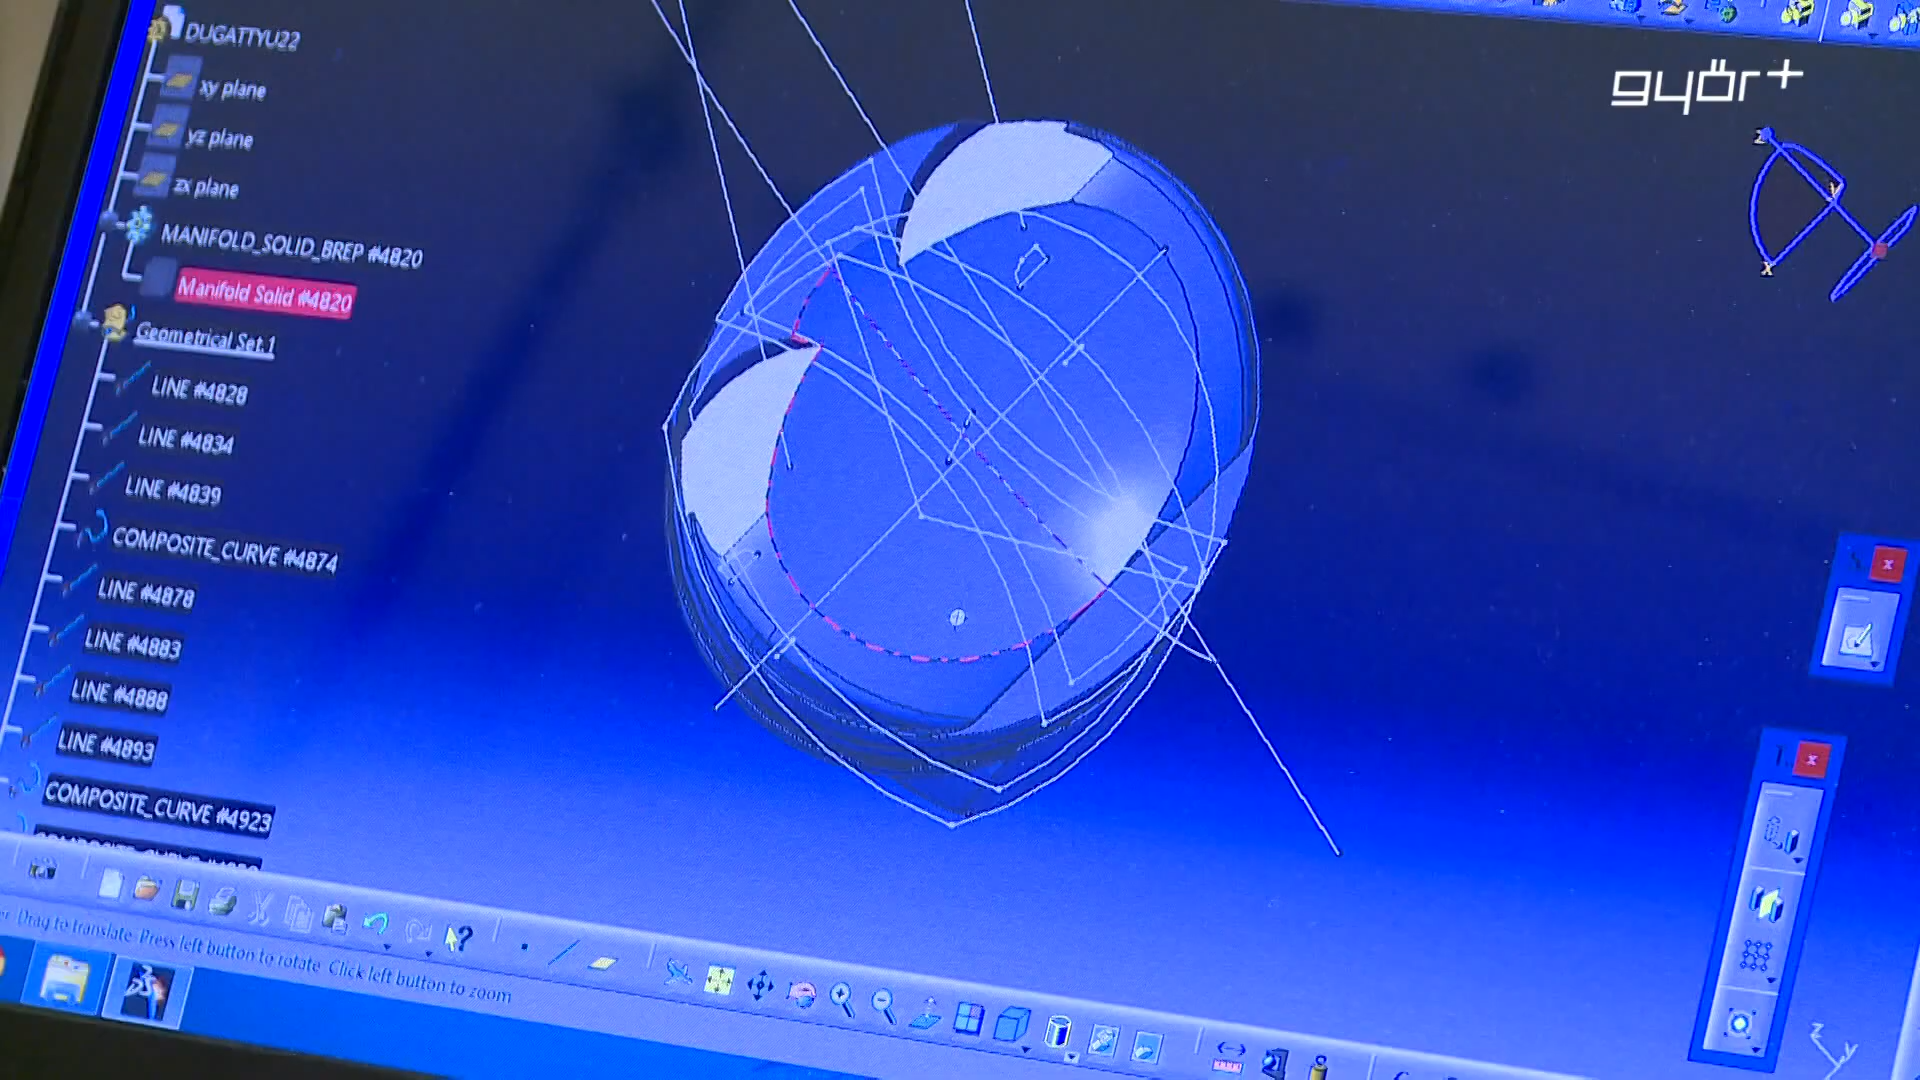 DUGATTYU22
győr+
xy plane
yz plane
zx plane
MANIFOLD_SOLID_BREP #4820
Manifold Solid #4820
Geometrical Set.1
LINE #4828
LINE #4834
LINE #4839
COMPOSITE_CURVE #4874
LINE #4878
LINE #4883
LINE #4888
LINE #4893
COMPOSITE_CURVE #4923
Drag to translate Press left button to rotate Click left button to zoom